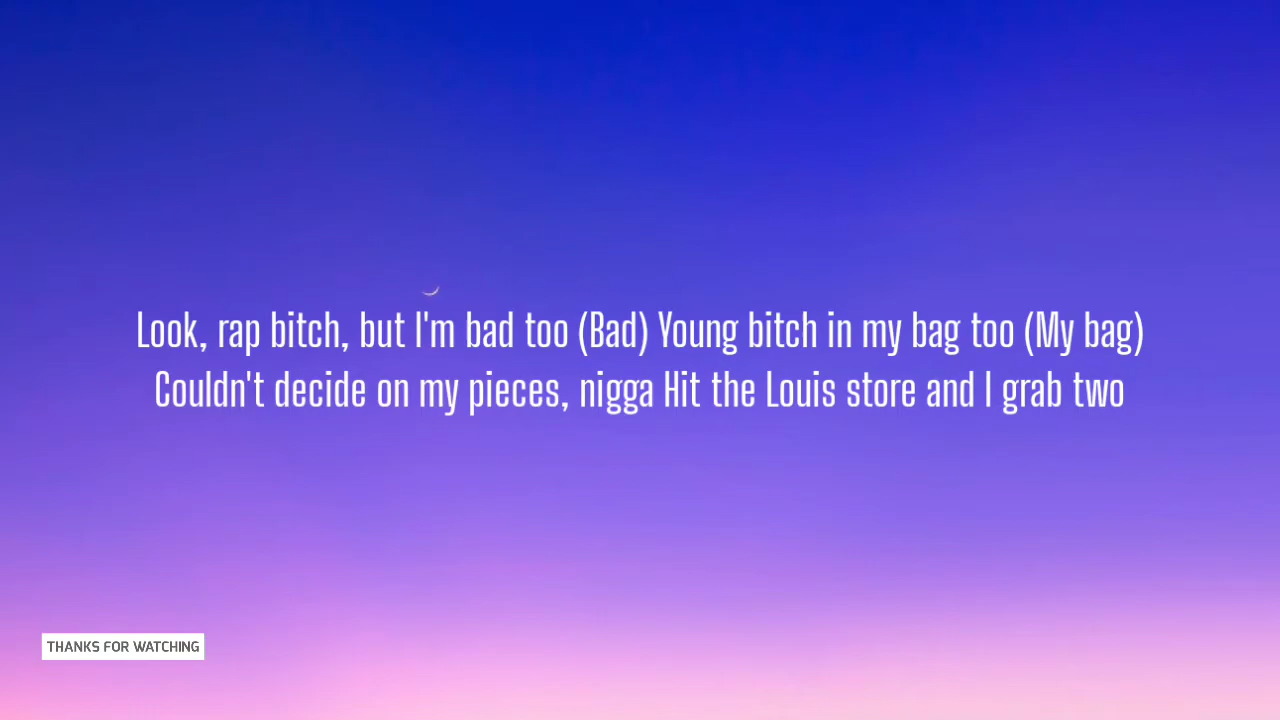 Look, rap bitch, but I'm bad too (Bad) Young bitch in my bag too (My bag)
Couldn't decide on my pieces, nigga Hit the Louis store and I grab two
THANKS FOR WATCHING